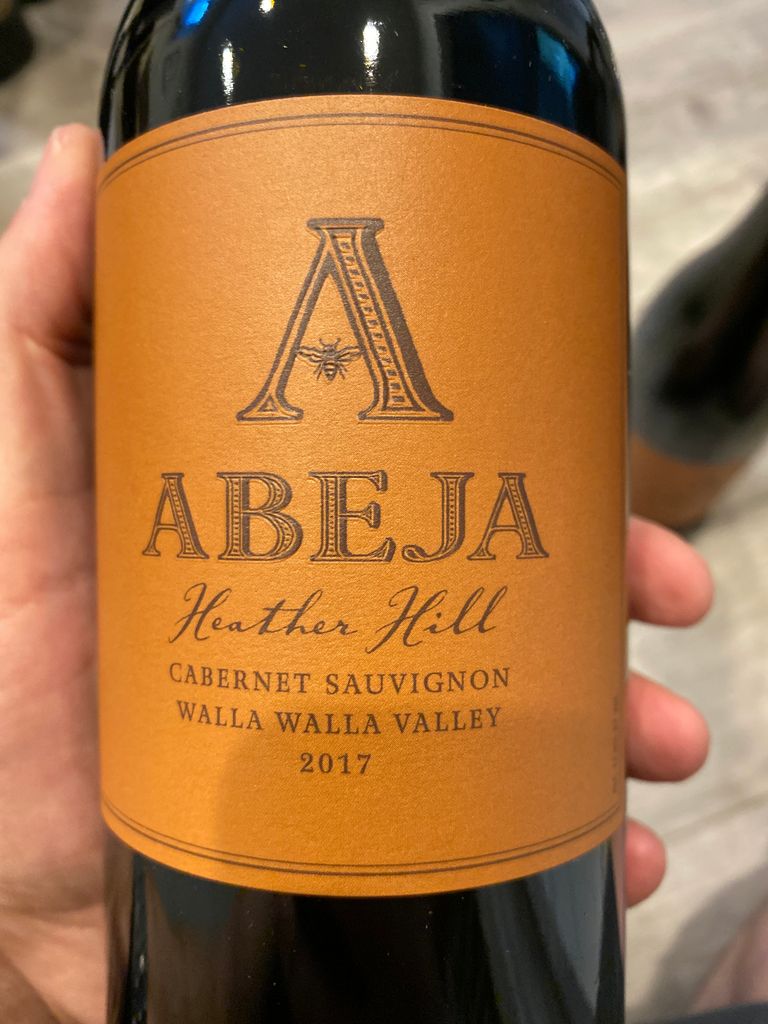 A
ABEJA
Heather Hill
CABERNET SAUVIGNON
WALLA WALLA VALLEY
2017